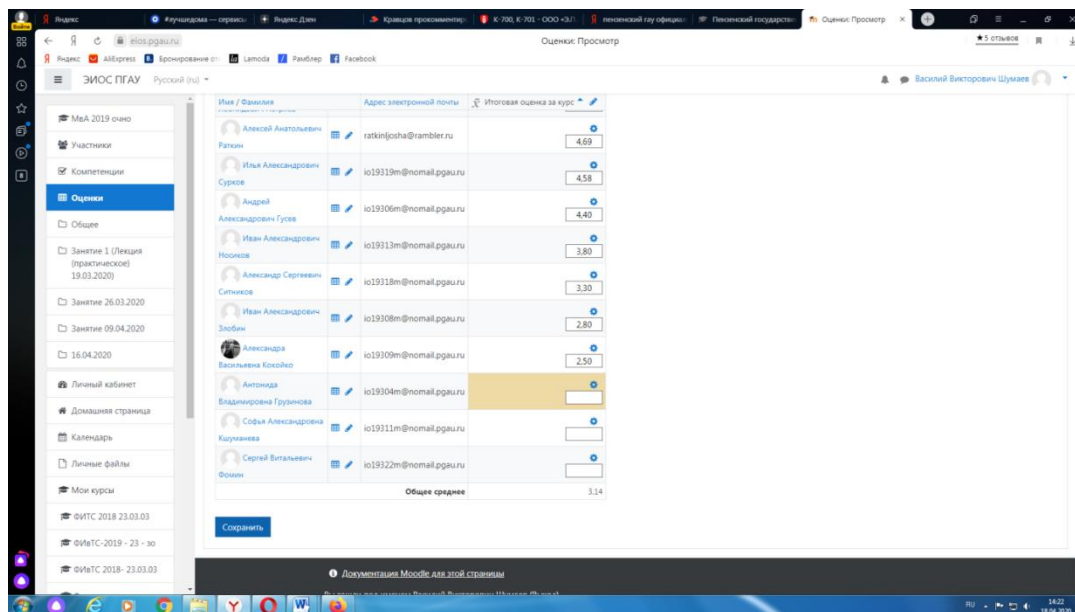 Яндекс
#лучшедома — сервисы
Яндекс.Дзен
Кравцов прокомментиро
К-700, К-701 - ООО «З.П.
пензенский гау официал
Пензенский государстве
Оценки: Просмотр
eios.pgau.ru
Оценки: Просмотр
★ 5 отзывов
Яндекс
AliExpress
Бронирование от
Lamoda
Рамблер
Facebook
ЭИОС ПГАУ
Русский (ru)
Василий Викторович Шумаев
МвА 2019 очно
Участники
Компетенции
Оценки
Общее
Занятие 1 (Лекция
(практическое)
19.03.2020)
Занятие 26.03.2020
Занятие 09.04.2020
16.04.2020
Личный кабинет
Домашняя страница
Календарь
Личные файлы
Мои курсы
ФИТС 2018 23.03.03
ФИвТС-2019 - 23 - зо
ФИвТС 2018- 23.03.03
Имя / Фамилия
Адрес электронной почты
Итоговая оценка за курс
Алексей Анатольевич
Раткин
ratkinljosha@rambler.ru
4,69
Илья Александрович
Сурков
io19319m@nomail.pgau.ru
4,58
Андрей
Александрович Гусев
io19306m@nomail.pgau.ru
4,40
Иван Александрович
Носиков
io19313m@nomail.pgau.ru
3,80
Александр Сергеевич
Ситников
io19318m@nomail.pgau.ru
3,30
Иван Александрович
Злобин
io19308m@nomail.pgau.ru
2,80
Александра
Васильевна Кокойко
io19309m@nomail.pgau.ru
2,50
Антонида
Владимировна Грузинова
io19304m@nomail.pgau.ru
Софья Александровна
Кшуманева
io19311m@nomail.pgau.ru
Сергей Витальевич
Фомин
io19322m@nomail.pgau.ru
Общее среднее
3,14
Сохранить
Документация Moodle для этой страницы
RU
14:22
18.04.2020